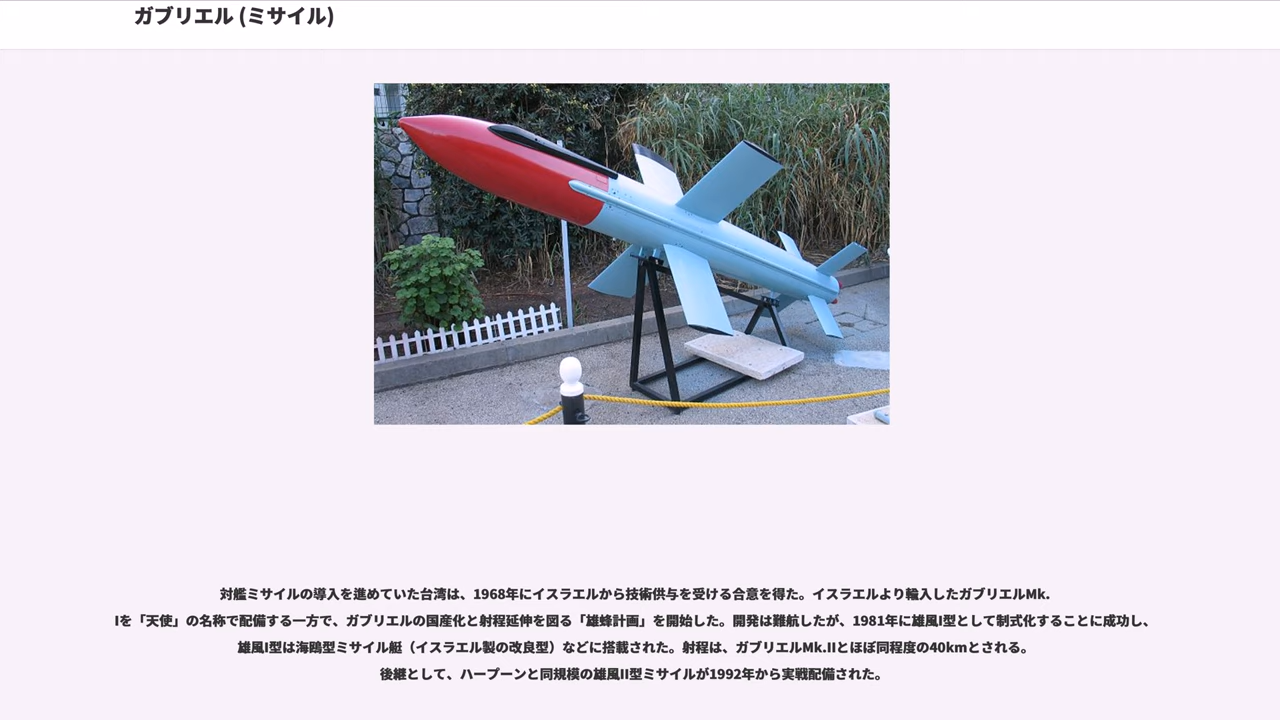 ガブリエル (ミサイル)
対艦ミサイルの導入を進めていた台湾は、1968年にイスラエルから技術供与を受ける合意を得た。イスラエルより輸入したガブリエルMk.
Iを「天使」の名称で配備する一方で、ガブリエルの国産化と射程延伸を図る「雄蜂計画」を開始した。開発は難航したが、1981年に雄風I型として制式化することに成功し、
雄風I型は海鷗型ミサイル艇（イスラエル製の改良型）などに搭載された。射程は、ガブリエルMk.IIとほぼ同程度の40kmとされる。
後継として、ハープーンと同規模の雄風II型ミサイルが1992年から実戦配備された。